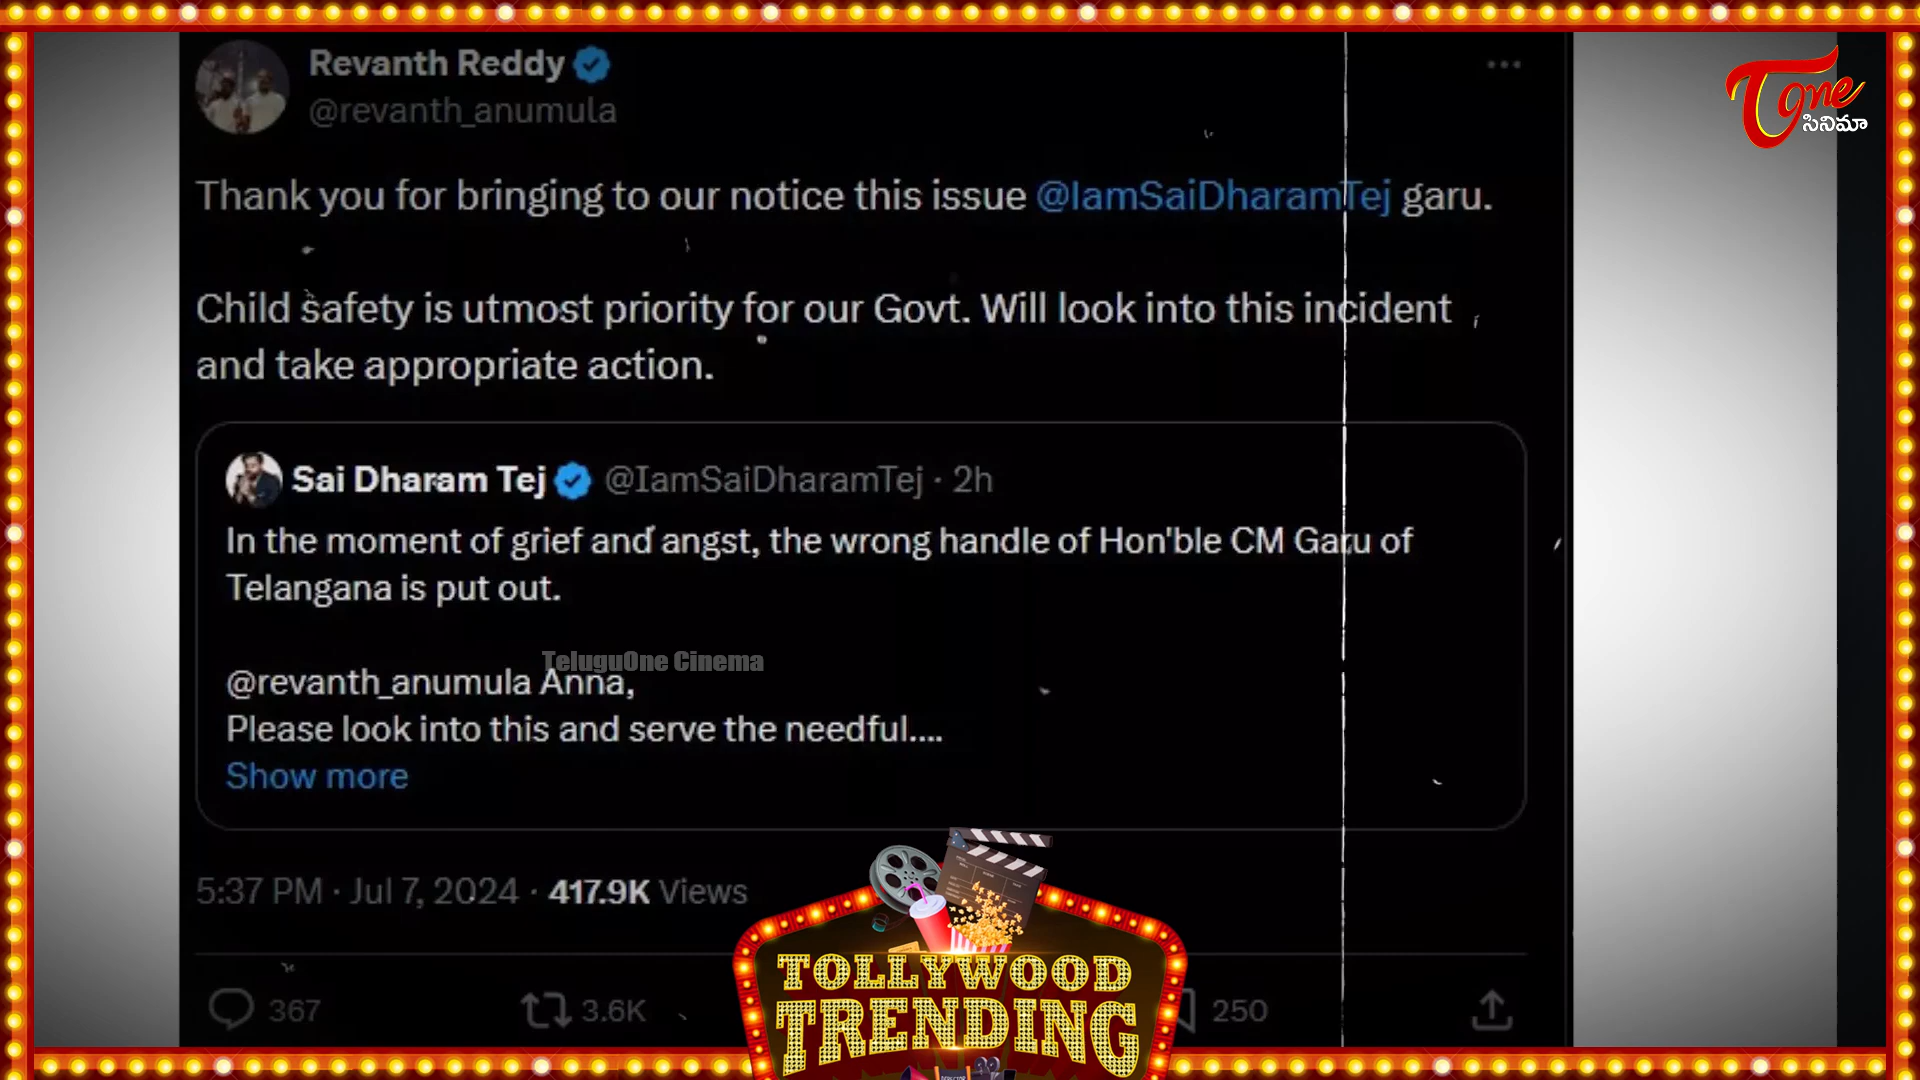 Revanth Reddy
@revanth_anumula
Tone
సినిమా
Thank you for bringing to our notice this issue @IamSaiDharamTej garu.
Child safety is utmost priority for our Govt. Will look into this incident
and take appropriate action.
Sai Dharam Tej @IamSaiDharamTej · 2h
In the moment of grief and angst, the wrong handle of Hon'ble CM Garu of
Telangana is put out.
TeluguOne Cinema
@revanth_anumula Anna,
Please look into this and serve the needful....
Show more
5:37 PM · Jul 7, 2024 · 417.9K Views
367 3.6K 250
TOLLYWOOD
TRENDING